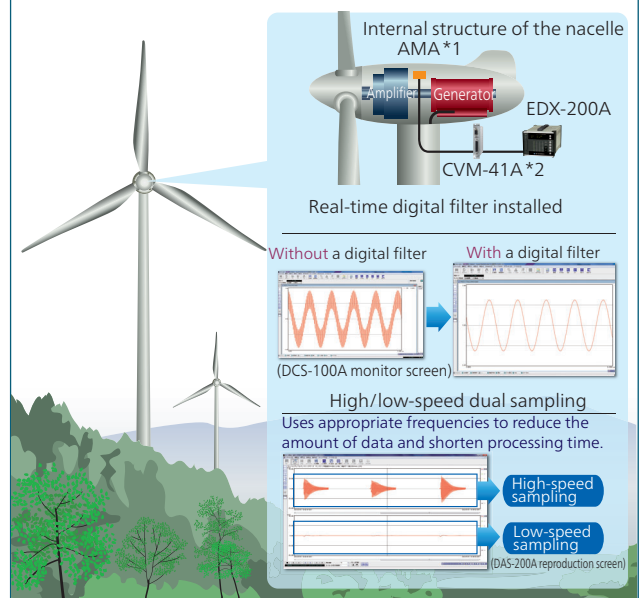 Internal structure of the nacelle
AMA*1
Amplifier
Generator
EDX-200A
CVM-41A*2
Real-time digital filter installed
Without a digital filter
With a digital filter
(DCS-100A monitor screen)
High/low-speed dual sampling
Uses appropriate frequencies to reduce the
amount of data and shorten processing time.
High-speed
sampling
Low-speed
sampling
(DAS-200A reproduction screen)